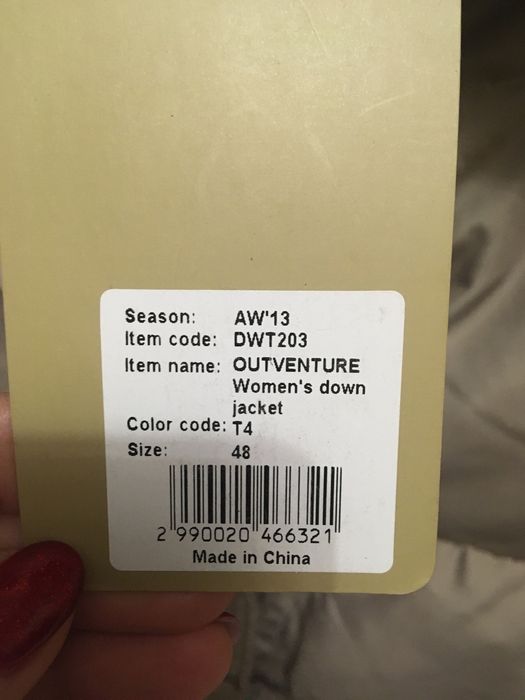 Season: AW'13
Item code: DWT203
Item name: OUTVENTURE
Women's down
jacket
Color code: T4
Size: 48
2 990020 466321
Made in China